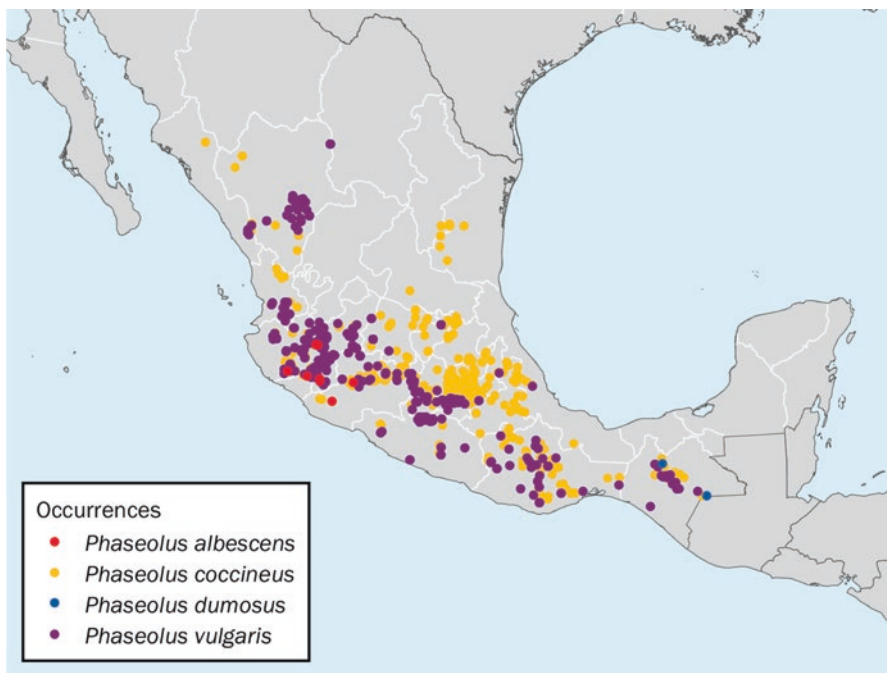 Occurrences
Phaseolus albescens
Phaseolus coccineus
Phaseolus dumosus
Phaseolus vulgaris